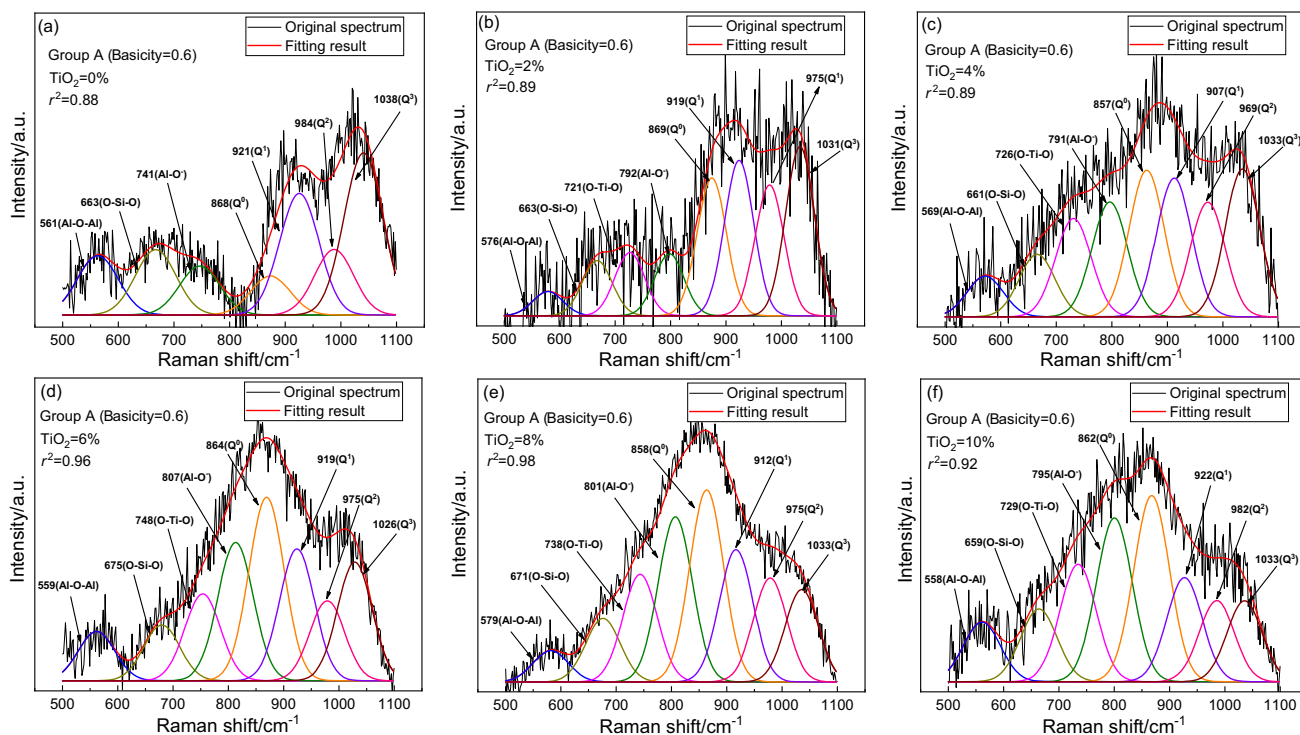 (a)
Original spectrum
Fitting result
Group A (Basicity=0.6)
TiO₂=0%
r²=0.88
1038(Q³)
984(Q²)
921(Q¹)
741(Al-O⁻)
663(O-Si-O)
868(Q⁰)
561(Al-O-Al)
Intensity/a.u.
500 600 700 800 900 1000 1100
Raman shift/cm⁻¹
(b)
Original spectrum
Fitting result
Group A (Basicity=0.6)
TiO₂=2%
r²=0.89
975(Q¹)
919(Q¹)
869(Q⁰)
1031(Q³)
721(O-Ti-O)
792(Al-O⁻)
663(O-Si-O)
576(Al-O-Al)
Intensity/a.u.
500 600 700 800 900 1000 1100
Raman shift/cm⁻¹
(c)
Original spectrum
Fitting result
Group A (Basicity=0.6)
TiO₂=4%
r²=0.89
857(Q⁰)
907(Q¹)
969(Q²)
791(Al-O⁻)
1033(Q³)
726(O-Ti-O)
661(O-Si-O)
569(Al-O-Al)
Intensity/a.u.
500 600 700 800 900 1000 1100
Raman shift/cm⁻¹
(d)
Original spectrum
Fitting result
Group A (Basicity=0.6)
TiO₂=6%
r²=0.96
864(Q⁰)
919(Q¹)
807(Al-O⁻)
975(Q²)
748(O-Ti-O)
1026(Q³)
675(O-Si-O)
559(Al-O-Al)
Intensity/a.u.
500 600 700 800 900 1000 1100
Raman shift/cm⁻¹
(e)
Original spectrum
Fitting result
Group A (Basicity=0.6)
TiO₂=8%
r²=0.98
858(Q⁰)
912(Q¹)
801(Al-O⁻)
975(Q²)
738(O-Ti-O)
1033(Q³)
671(O-Si-O)
579(Al-O-Al)
Intensity/a.u.
500 600 700 800 900 1000 1100
Raman shift/cm⁻¹
(f)
Original spectrum
Fitting result
Group A (Basicity=0.6)
TiO₂=10%
r²=0.92
862(Q⁰)
795(Al-O⁻)
922(Q¹)
729(O-Ti-O)
982(Q²)
659(O-Si-O)
1033(Q³)
558(Al-O-Al)
Intensity/a.u.
500 600 700 800 900 1000 1100
Raman shift/cm⁻¹